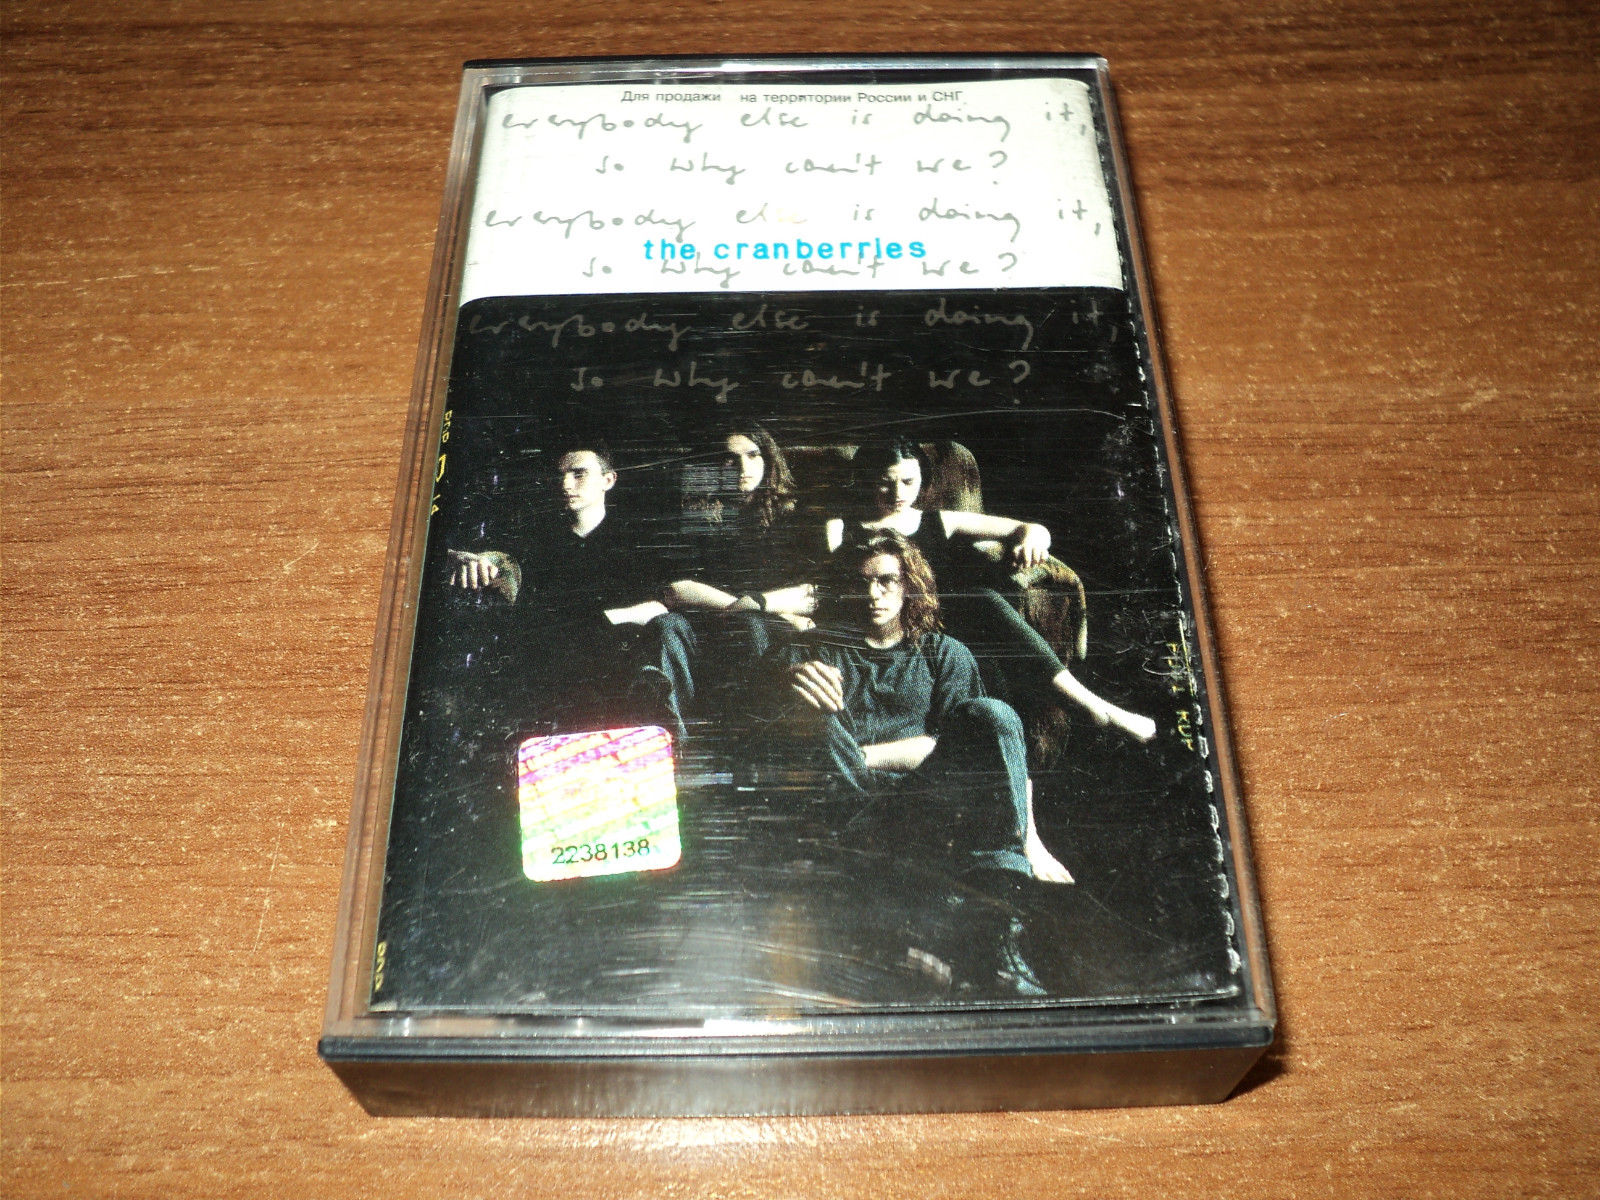 Для продажи на территории России и СНГ
everybody else is doing it,
so why can't we?
everybody else is doing it,
the cranberries
so why can't we?
everybody else is doing it,
so why can't we?
2238138